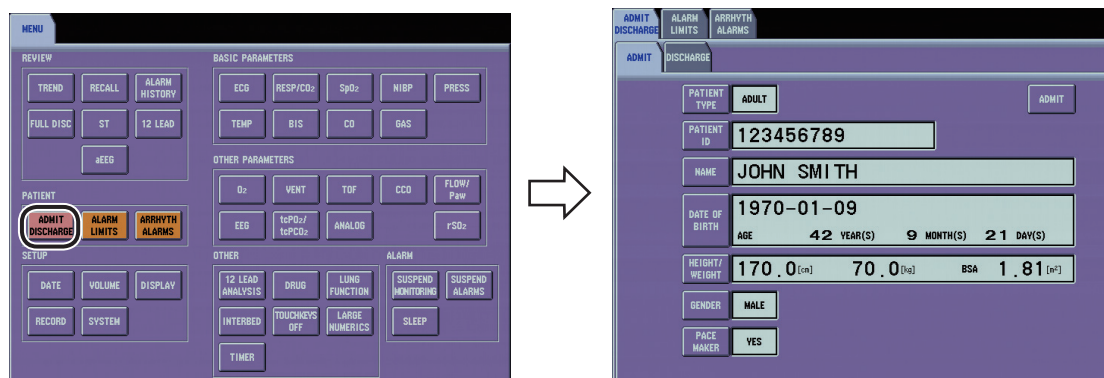 MENU
REVIEW
TREND RECALL ALARM HISTORY
FULL DISC ST 12 LEAD
aEEG
PATIENT
ADMIT DISCHARGE ALARM LIMITS ARRHYTH ALARMS
SETUP
DATE VOLUME DISPLAY
RECORD SYSTEM
BASIC PARAMETERS
ECG RESP/CO₂ SpO₂ NIBP PRESS
TEMP BIS CO GAS
OTHER PARAMETERS
O₂ VENT TOF CCO FLOW/ Paw
EEG tcPO₂/ tcPCO₂ ANALOG rSO₂
OTHER
12 LEAD ANALYSIS DRUG LUNG FUNCTION
INTERBED TOUCHKEYS OFF LARGE NUMERICS
TIMER
ALARM
SUSPEND MONITORING SUSPEND ALARMS
SLEEP
ADMIT DISCHARGE ALARM LIMITS ARRHYTH ALARMS
ADMIT DISCHARGE
PATIENT TYPE ADULT ADMIT
PATIENT ID 123456789
NAME JOHN SMITH
DATE OF BIRTH 1970-01-09
AGE 42 YEAR(S) 9 MONTH(S) 21 DAY(S)
HEIGHT/ WEIGHT 170.0[cm] 70.0[kg] BSA 1.81[m²]
GENDER MALE
PACE MAKER YES